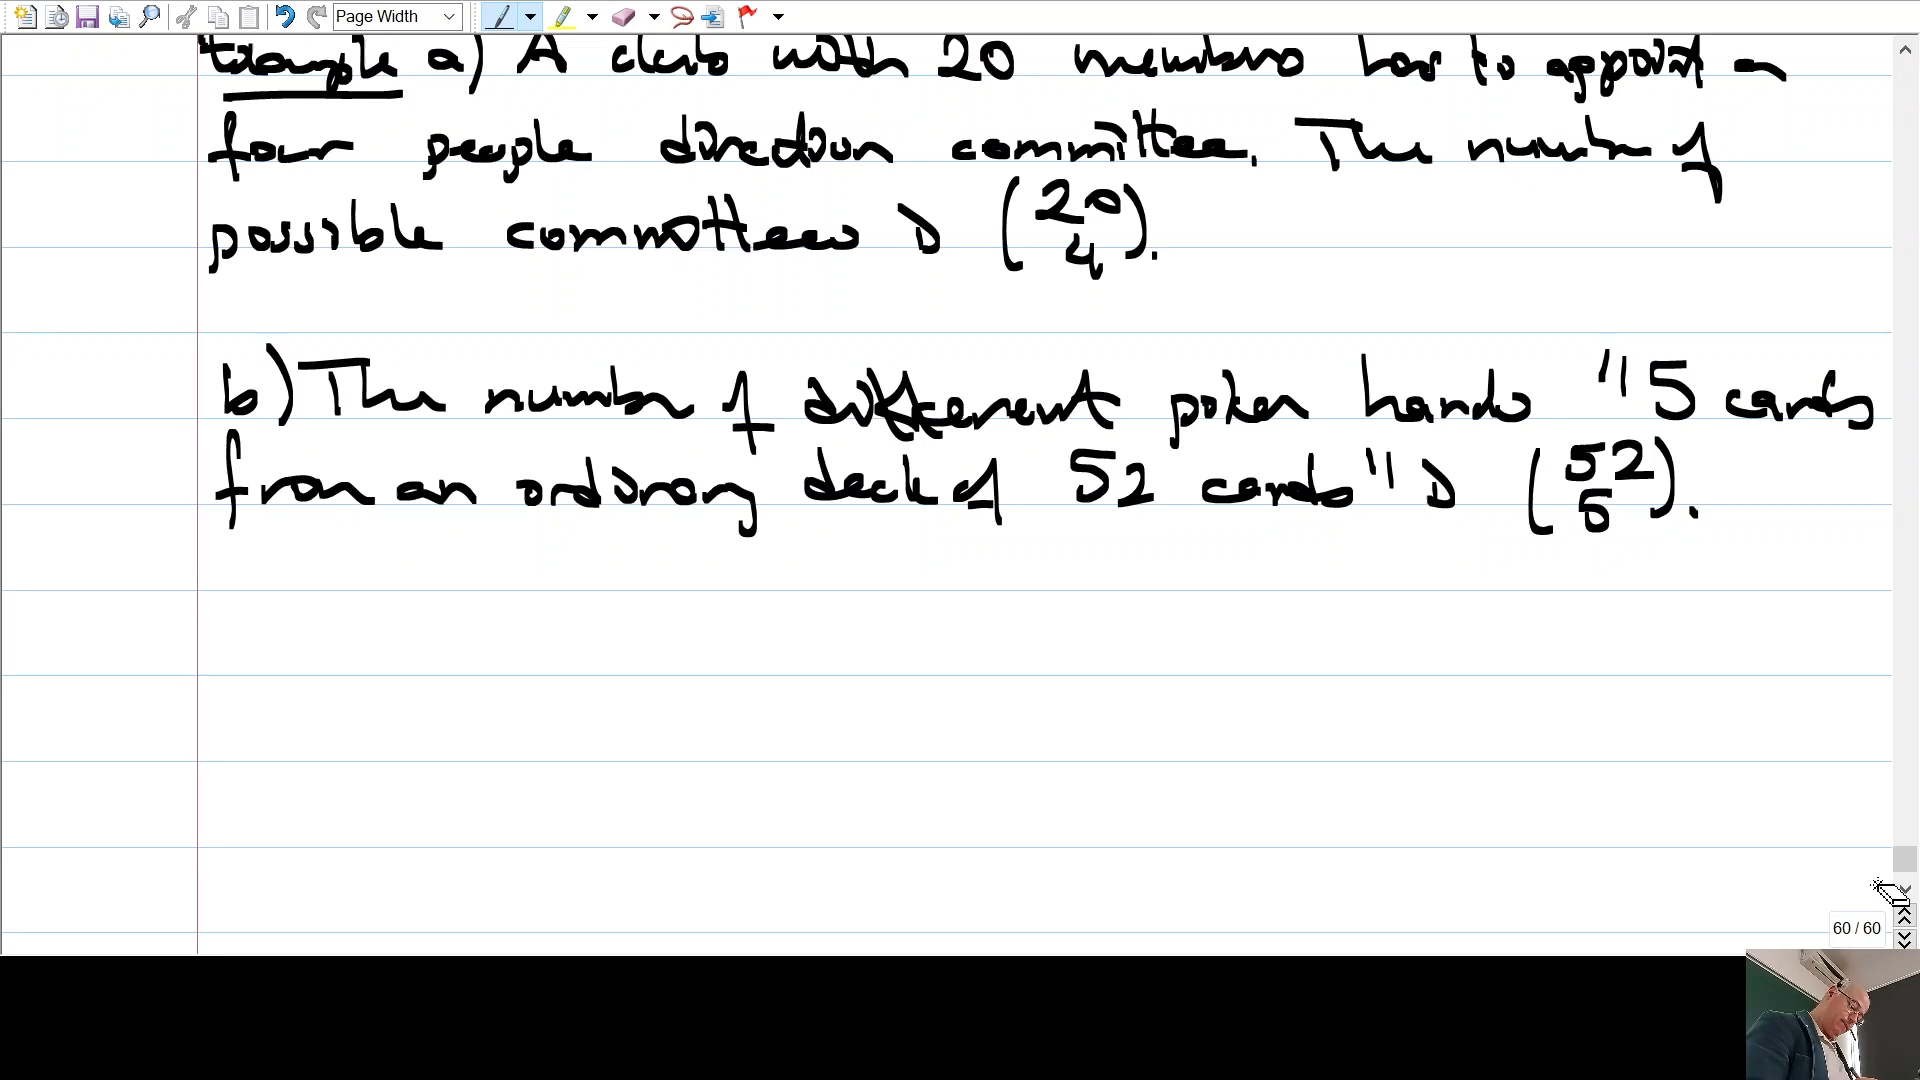 Page Width
Example a) A club with 20 members has to appoint a
four people direction committee. The number of
possible committees is (20 4).
b) The number of different poker hands "5 cards
from an ordinary deck of 52 cards" is (52 5).
60 / 60